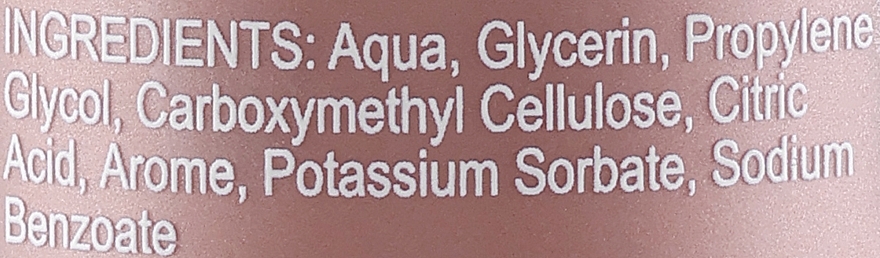 INGREDIENTS: Aqua, Glycerin, Propylene
Glycol, Carboxymethyl Cellulose, Citric
Acid, Arome, Potassium Sorbate, Sodium
Benzoate